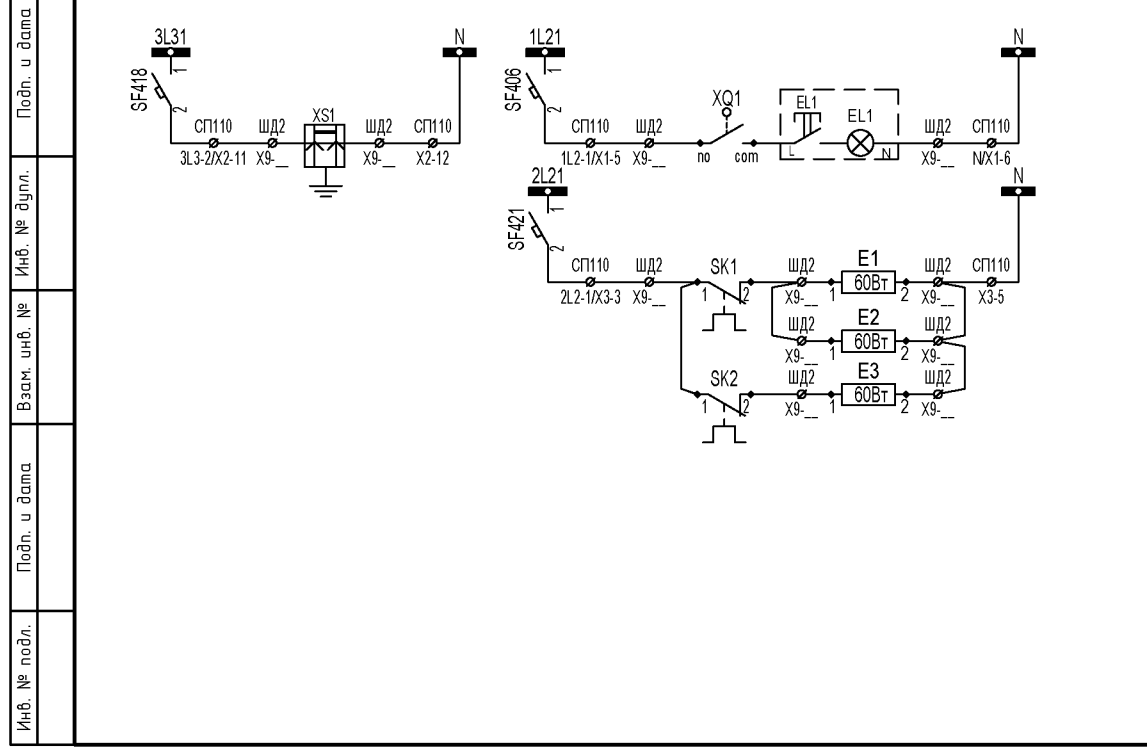 Подп. и дата
Инв. № дупл.
Взам. инв. №
Подп. и дата
Инв. № подл.
3L31
N
1
SF418
2
СП110
ШД2
XS1
ШД2
СП110
3L3-2/X2-11
X9-__
X9-__
X2-12
1L21
N
1
SF406
2
XQ1
EL1
EL1
СП110
ШД2
ШД2
СП110
1L2-1/X1-5
X9-__
no
com
L
N
X9-__
N/X1-6
2L21
N
1
SF421
2
СП110
ШД2
SK1
ШД2
E1
ШД2
СП110
60Вт
2L2-1/X3-3
X9-__
1
2
X9-__
1
2
X9-__
X3-5
ШД2
E2
ШД2
60Вт
X9-__
1
2
X9-__
SK2
ШД2
E3
ШД2
60Вт
1
2
X9-__
1
2
X9-__